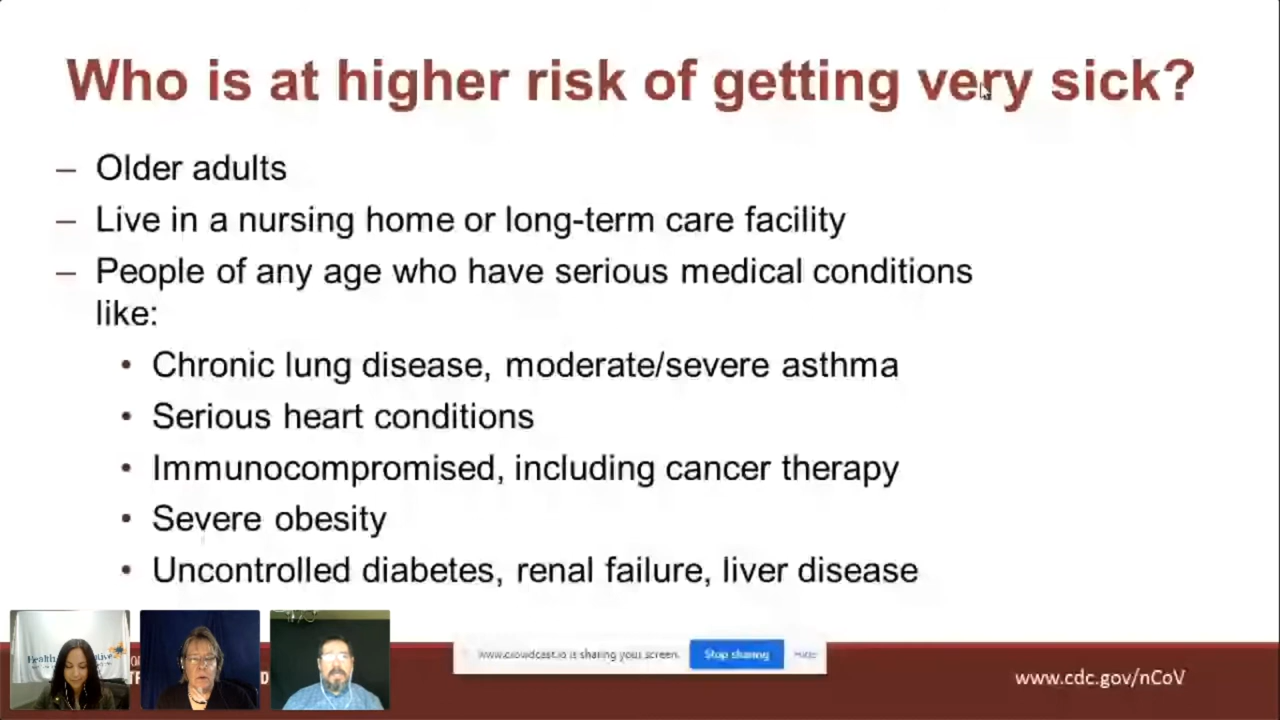 Who is at higher risk of getting very sick?
– Older adults
– Live in a nursing home or long-term care facility
– People of any age who have serious medical conditions
like:
• Chronic lung disease, moderate/severe asthma
• Serious heart conditions
• Immunocompromised, including cancer therapy
• Severe obesity
• Uncontrolled diabetes, renal failure, liver disease
Health
www.crowdcast.io is sharing your screen.
Stop sharing
Hide
www.cdc.gov/nCoV